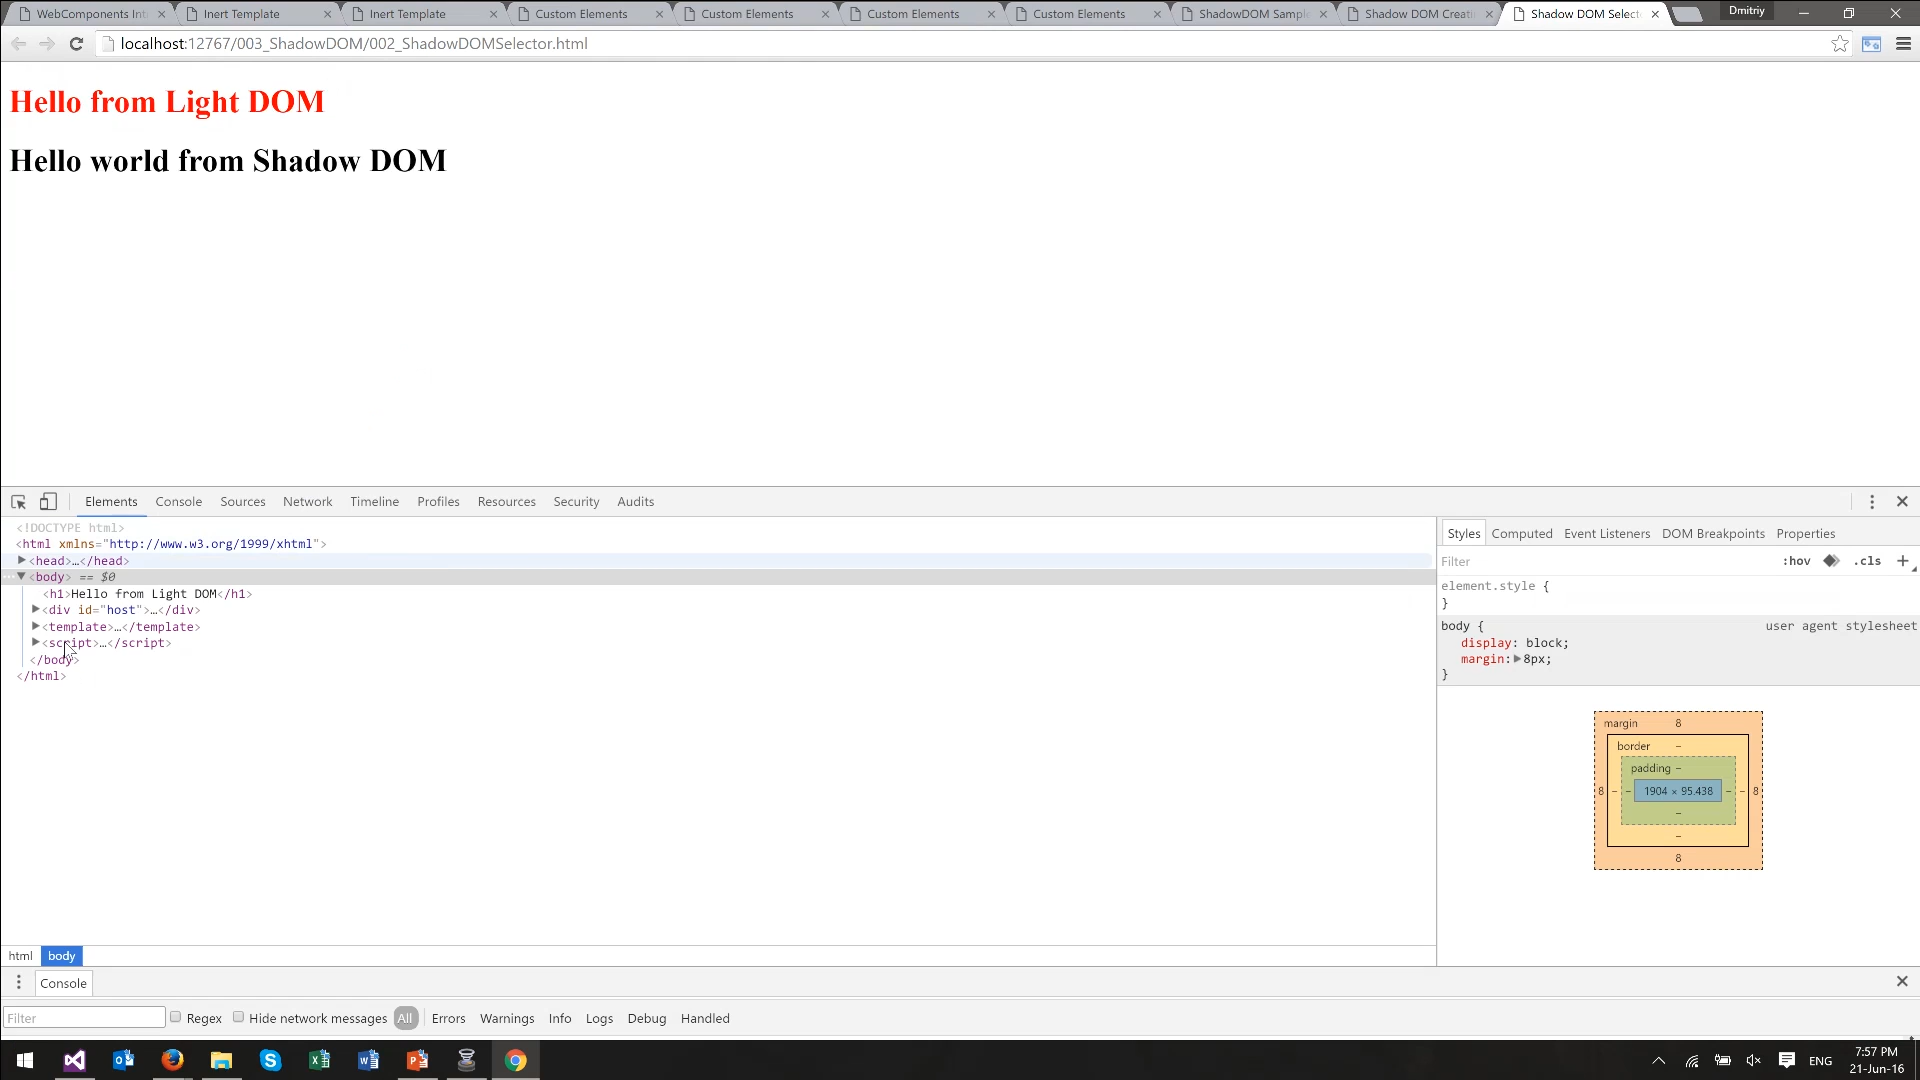 WebComponents Int
Inert Template
Inert Template
Custom Elements
Custom Elements
Custom Elements
Custom Elements
ShadowDOM Sampl
Shadow DOM Creati
Shadow DOM Select
Dmitriy
localhost:12767/003_ShadowDOM/002_ShadowDOMSelector.html
Hello from Light DOM
Hello world from Shadow DOM
Elements Console Sources Network Timeline Profiles Resources Security Audits
<!DOCTYPE html>
<html xmlns="http://www.w3.org/1999/xhtml">
<head>…</head>
<body> == $0
<h1>Hello from Light DOM</h1>
<div id="host">…</div>
<template>…</template>
<script>…</script>
</body>
</html>
Styles Computed Event Listeners DOM Breakpoints Properties
Filter :hov .cls +
element.style {
}
body { user agent stylesheet
display: block;
margin: 8px;
}
margin 8
border –
padding –
8 – – 1904 × 95.438 – – 8
–
–
8
html body
Console
Filter Regex Hide network messages All Errors Warnings Info Logs Debug Handled
ENG
7:57 PM
21-Jun-16